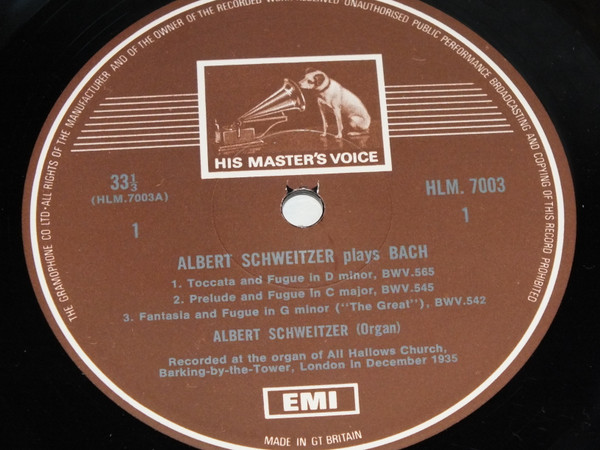 THE GRAMOPHONE CO LTD·ALL RIGHTS OF THE MANUFACTURER AND OF THE OWNER OF THE RECORDED WORK RESERVED UNAUTHORISED PUBLIC PERFORMANCE BROADCASTING AND COPYING OF THIS RECORD PROHIBITED
HIS MASTER'S VOICE
33⅓
(HLM.7003A)
1
HLM. 7003
1
ALBERT SCHWEITZER plays BACH
1. Toccata and Fugue in D minor, BWV.565
2. Prelude and Fugue in C major, BWV.545
3. Fantasia and Fugue in G minor ("The Great"), BWV.542
ALBERT SCHWEITZER (Organ)
Recorded at the organ of All Hallows Church,
Barking-by-the-Tower, London in December 1935
EMI
MADE IN GT BRITAIN